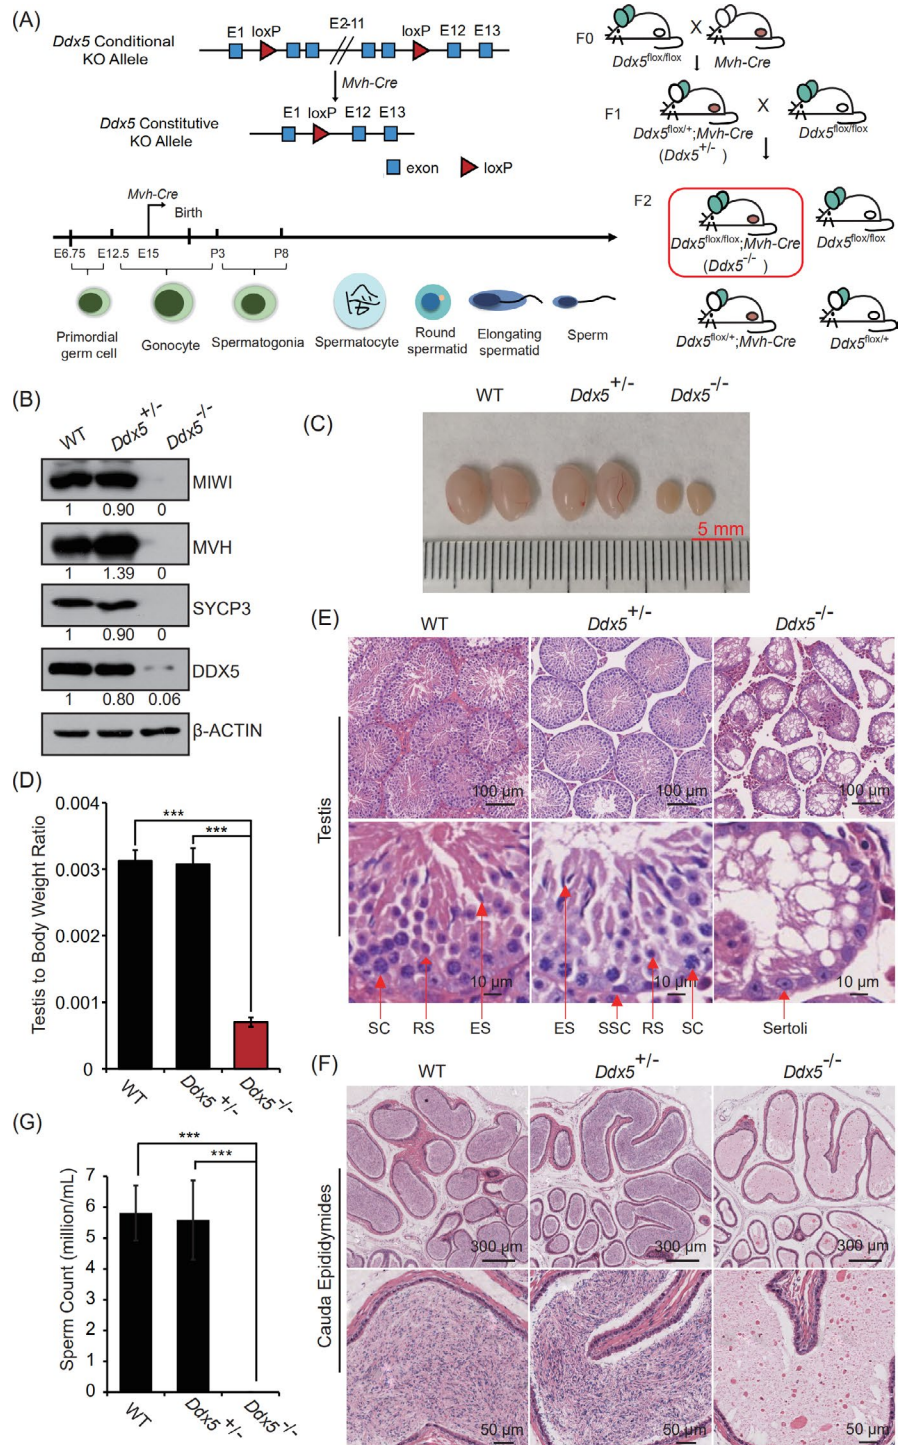 (A)
Ddx5 Conditional
KO Allele
E1 loxP E2-11 loxP E12 E13
Mvh-Cre
Ddx5 Constitutive
KO Allele
E1 loxP E12 E13
exon loxP
Mvh-Cre
Birth
E6.75 E12.5 E15 P3 P8
Primordial
germ cell
Gonocyte
Spermatogonia
Spermatocyte
Round
spermatid
Elongating
spermatid
Sperm
F0 X
Ddx5flox/flox Mvh-Cre
F1 X
Ddx5flox/+;Mvh-Cre
(Ddx5+/-)
Ddx5flox/flox
F2
Ddx5flox/flox;Mvh-Cre
(Ddx5-/-)
Ddx5flox/flox
Ddx5flox/+;Mvh-Cre
Ddx5flox/+
(B)
WT Ddx5+/- Ddx5-/-
MIWI
1 0.90 0
MVH
1 1.39 0
SYCP3
1 0.90 0
DDX5
1 0.80 0.06
β-ACTIN
(C)
WT Ddx5+/- Ddx5-/-
5 mm
(D)
Testis to Body Weight Ratio
0.004
0.003
0.002
0.001
0
*** 
***
WT Ddx5+/- Ddx5-/-
(E)
WT Ddx5+/- Ddx5-/-
Testis
100 µm 100 µm 100 µm
10 µm 10 µm 10 µm
SC RS ES ES SSC RS SC Sertoli
(F)
WT Ddx5+/- Ddx5-/-
Cauda Epididymides
300 µm 300 µm 300 µm
50 µm 50 µm 50 µm
(G)
Sperm Count (million/mL)
7
6
5
4
3
2
1
0
***
***
WT Ddx5+/- Ddx5-/-